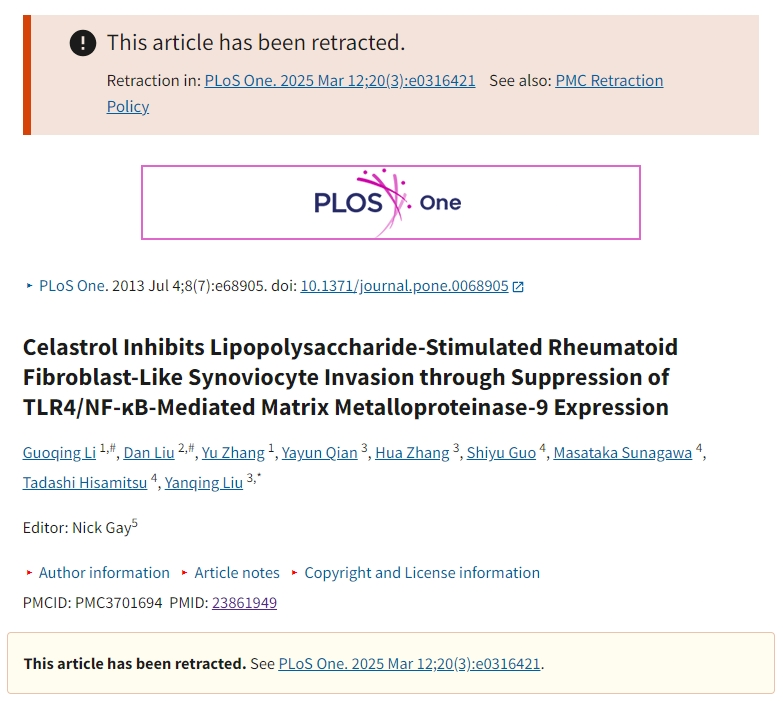 This article has been retracted.
Retraction in: PLoS One. 2025 Mar 12;20(3):e0316421 See also: PMC Retraction
Policy
PLOS One
PLoS One. 2013 Jul 4;8(7):e68905. doi: 10.1371/journal.pone.0068905
Celastrol Inhibits Lipopolysaccharide-Stimulated Rheumatoid
Fibroblast-Like Synoviocyte Invasion through Suppression of
TLR4/NF-κB-Mediated Matrix Metalloproteinase-9 Expression
Guoqing Li 1,#, Dan Liu 2,#, Yu Zhang 1, Yayun Qian 3, Hua Zhang 3, Shiyu Guo 4, Masataka Sunagawa 4,
Tadashi Hisamitsu 4, Yanqing Liu 3,*
Editor: Nick Gay5
Author information Article notes Copyright and License information
PMCID: PMC3701694 PMID: 23861949
This article has been retracted. See PLoS One. 2025 Mar 12;20(3):e0316421.